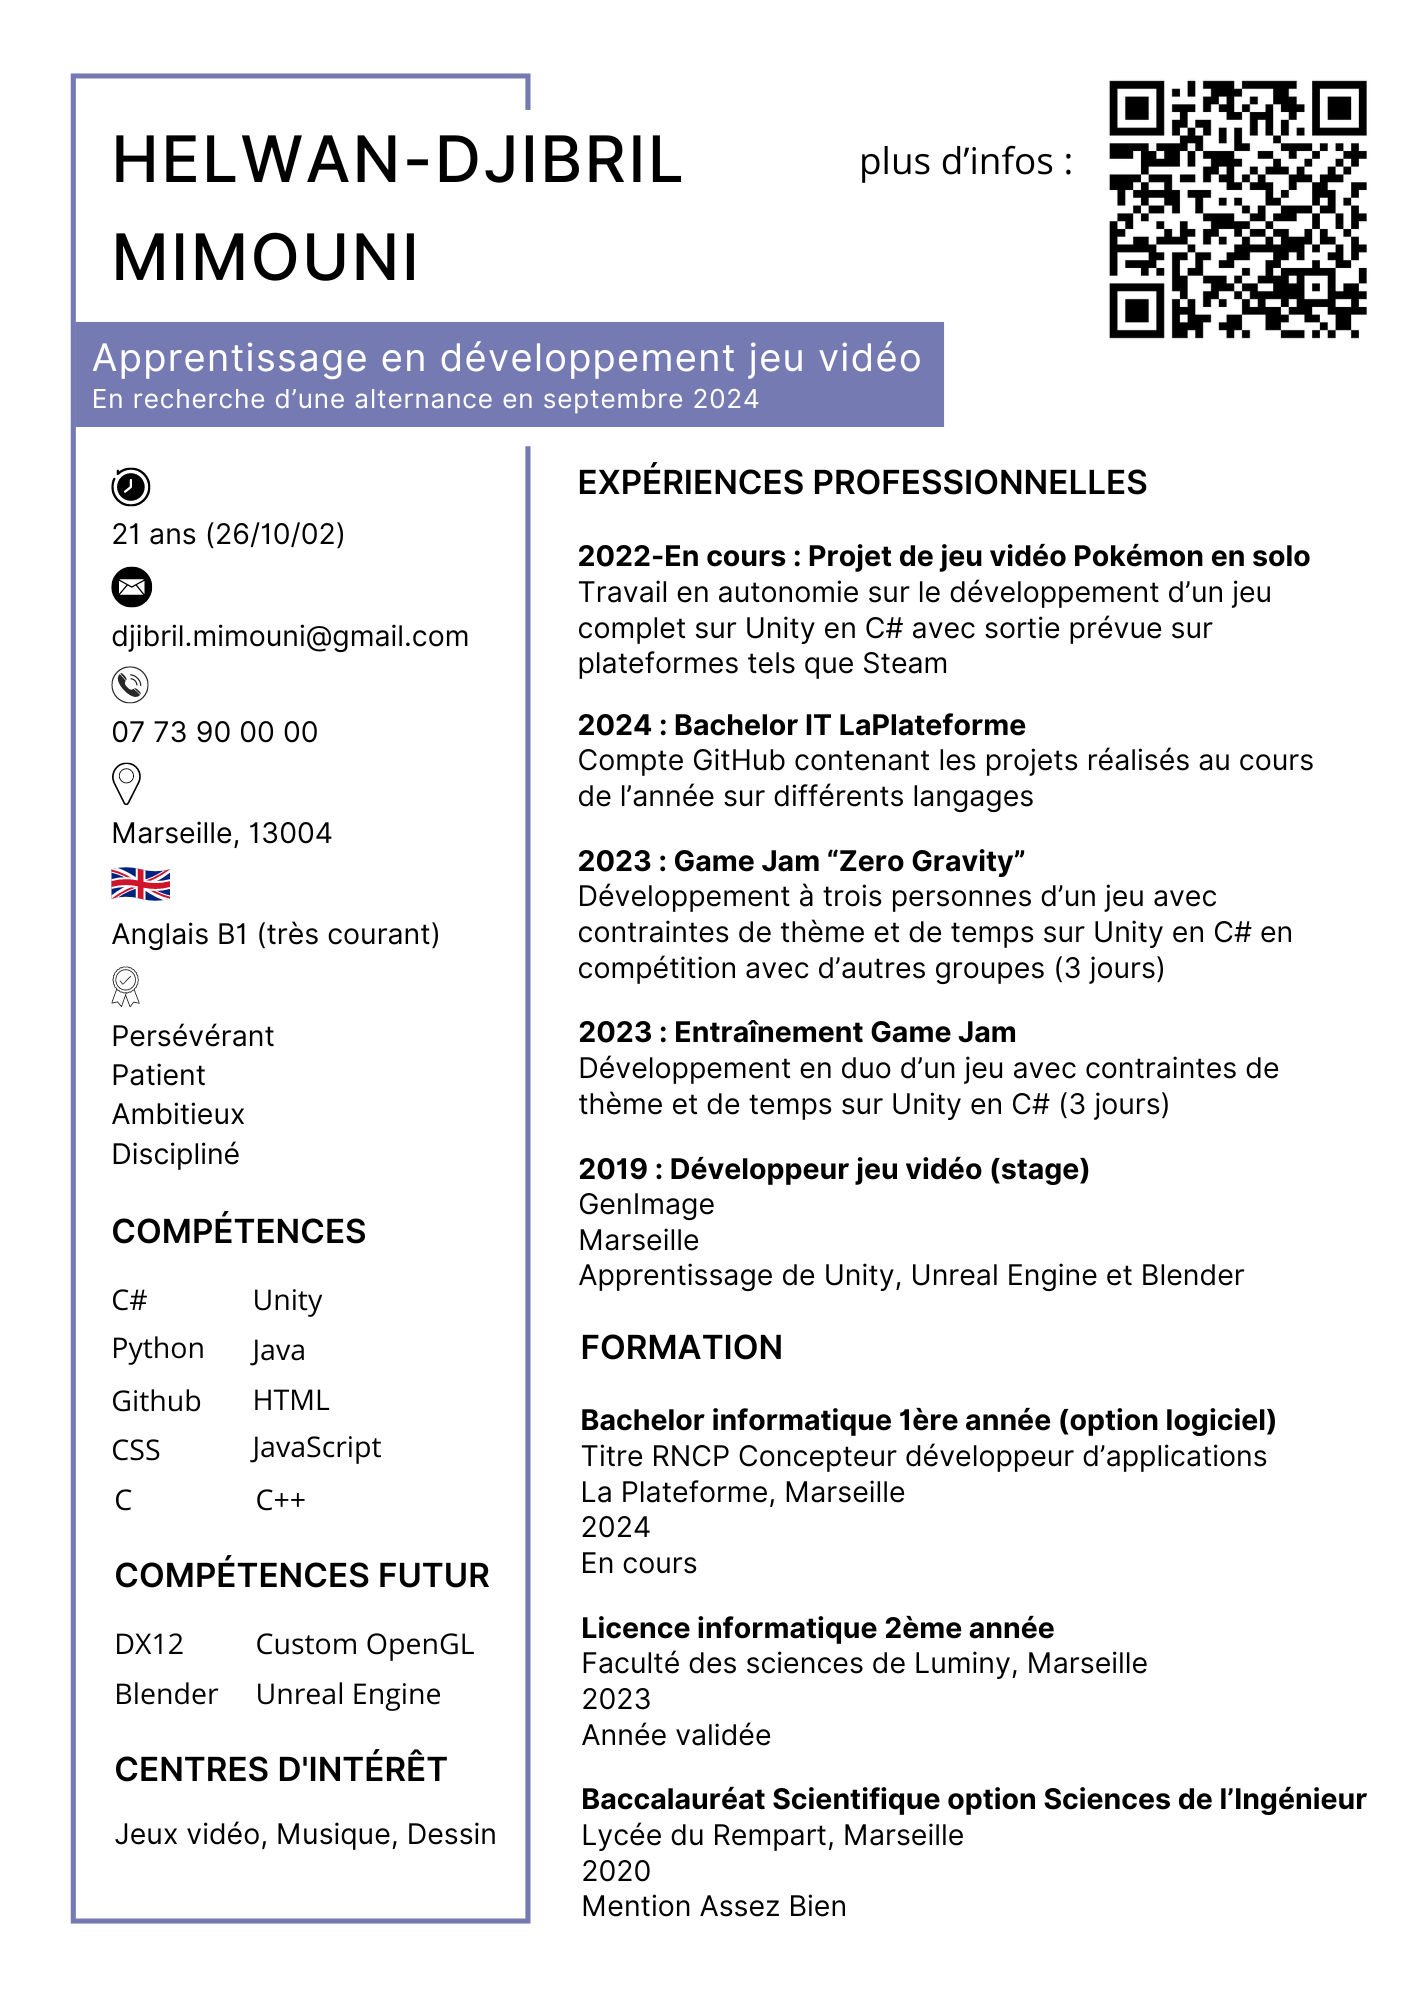 HELWAN-DJIBRIL
MIMOUNI
plus d’infos :
Apprentissage en développement jeu vidéo
En recherche d’une alternance en septembre 2024
21 ans (26/10/02)
djibril.mimouni@gmail.com
07 73 90 00 00
Marseille, 13004
Anglais B1 (très courant)
Persévérant
Patient
Ambitieux
Discipliné
COMPÉTENCES
C# Unity
Python Java
Github HTML
CSS JavaScript
C C++
COMPÉTENCES FUTUR
DX12 Custom OpenGL
Blender Unreal Engine
CENTRES D'INTÉRÊT
Jeux vidéo, Musique, Dessin
EXPÉRIENCES PROFESSIONNELLES
2022-En cours : Projet de jeu vidéo Pokémon en solo
Travail en autonomie sur le développement d’un jeu
complet sur Unity en C# avec sortie prévue sur
plateformes tels que Steam
2024 : Bachelor IT LaPlateforme
Compte GitHub contenant les projets réalisés au cours
de l’année sur différents langages
2023 : Game Jam “Zero Gravity”
Développement à trois personnes d’un jeu avec
contraintes de thème et de temps sur Unity en C# en
compétition avec d’autres groupes (3 jours)
2023 : Entraînement Game Jam
Développement en duo d’un jeu avec contraintes de
thème et de temps sur Unity en C# (3 jours)
2019 : Développeur jeu vidéo (stage)
GenImage
Marseille
Apprentissage de Unity, Unreal Engine et Blender
FORMATION
Bachelor informatique 1ère année (option logiciel)
Titre RNCP Concepteur développeur d’applications
La Plateforme, Marseille
2024
En cours
Licence informatique 2ème année
Faculté des sciences de Luminy, Marseille
2023
Année validée
Baccalauréat Scientifique option Sciences de l’Ingénieur
Lycée du Rempart, Marseille
2020
Mention Assez Bien